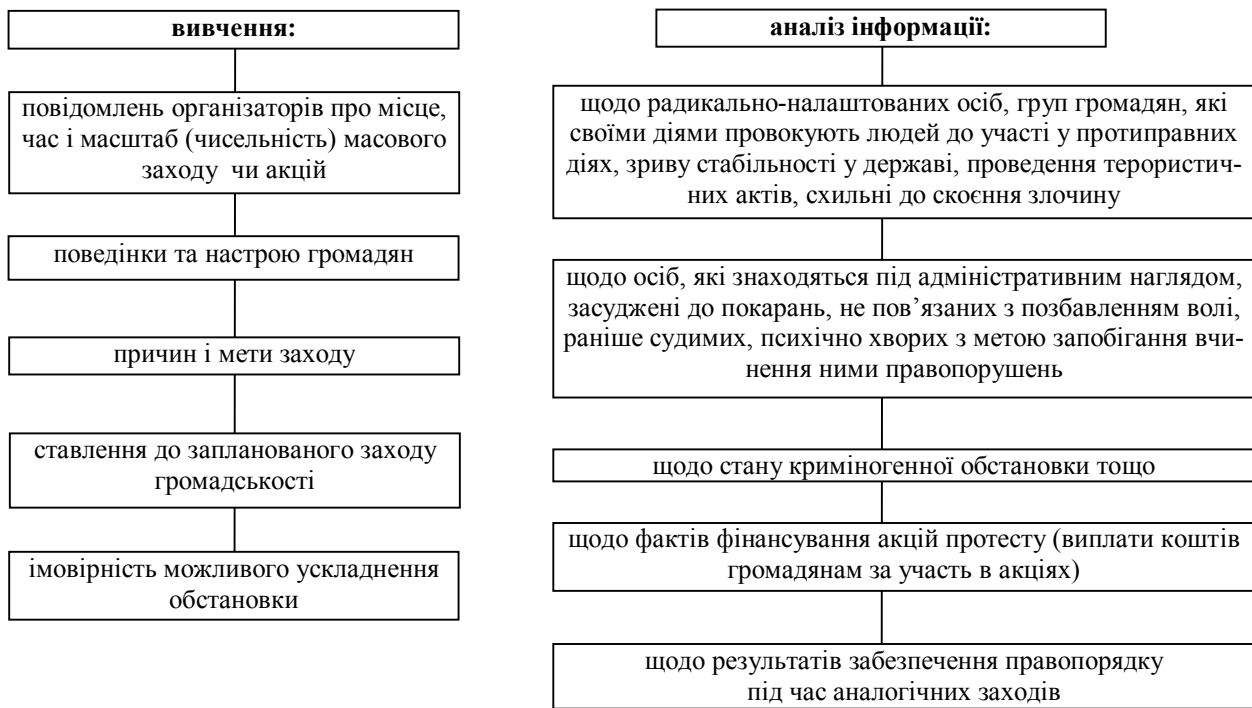 вивчення:
повідомлень організаторів про місце,
час і масштаб (чисельність) масового
заходу чи акцій
поведінки та настрою громадян
причин і мети заходу
ставлення до запланованого заходу
громадськості
імовірність можливого ускладнення
обстановки
аналіз інформації:
щодо радикально-налаштованих осіб, груп громадян, які
своїми діями провокують людей до участі у протиправних
діях, зриву стабільності у державі, проведення терористич-
них актів, схильні до скоєння злочину
щодо осіб, які знаходяться під адміністративним наглядом,
засуджені до покарань, не пов’язаних з позбавленням волі,
раніше судимих, психічно хворих з метою запобігання вчи-
нення ними правопорушень
щодо стану криміногенної обстановки тощо
щодо фактів фінансування акцій протесту (виплати коштів
громадянам за участь в акціях)
щодо результатів забезпечення правопорядку
під час аналогічних заходів